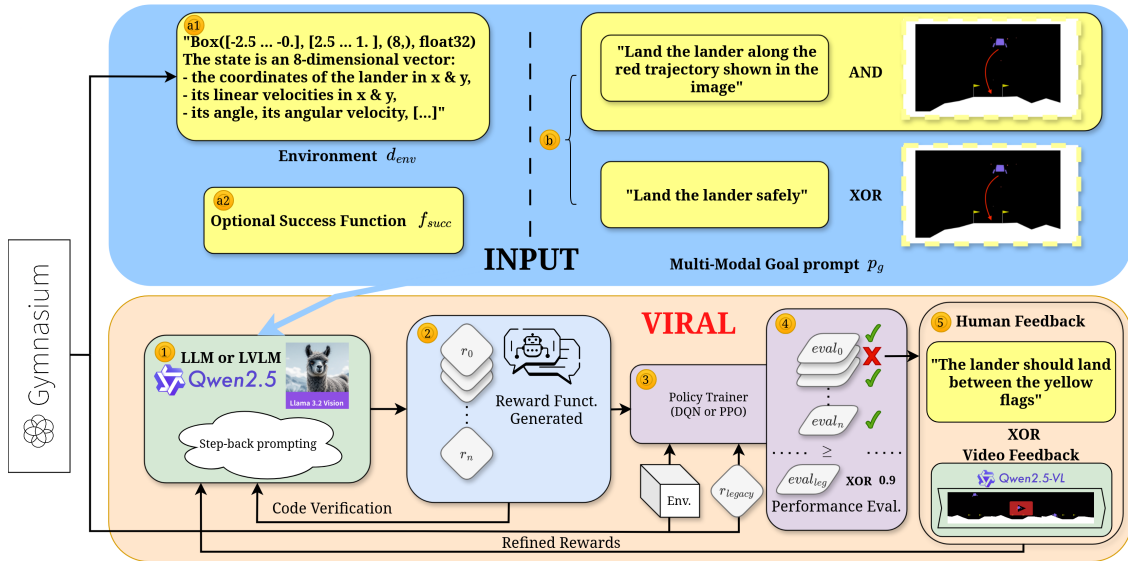 Gymnasium
a1
"Box([-2.5 ... -0.], [2.5 ... 1. ], (8,), float32)
The state is an 8-dimensional vector:
- the coordinates of the lander in x & y,
- its linear velocities in x & y,
- its angle, its angular velocity, [...]"
Environment d_env
a2
Optional Success Function f_succ
INPUT
b
"Land the lander along the
red trajectory shown in the
image"
AND
"Land the lander safely"
XOR
Multi-Modal Goal prompt p_g
VIRAL
1
LLM or LVLM
Qwen2.5
Llama 3.2 Vision
Step-back prompting
2
r_0
r_n
Reward Funct.
Generated
Code Verification
3
Policy Trainer
(DQN or PPO)
Env.
r_legacy
4
eval_0
eval_n
≥
eval_leg
XOR 0.9
Performance Eval.
5
Human Feedback
"The lander should land
between the yellow
flags"
XOR
Video Feedback
Qwen2.5-VL
Refined Rewards